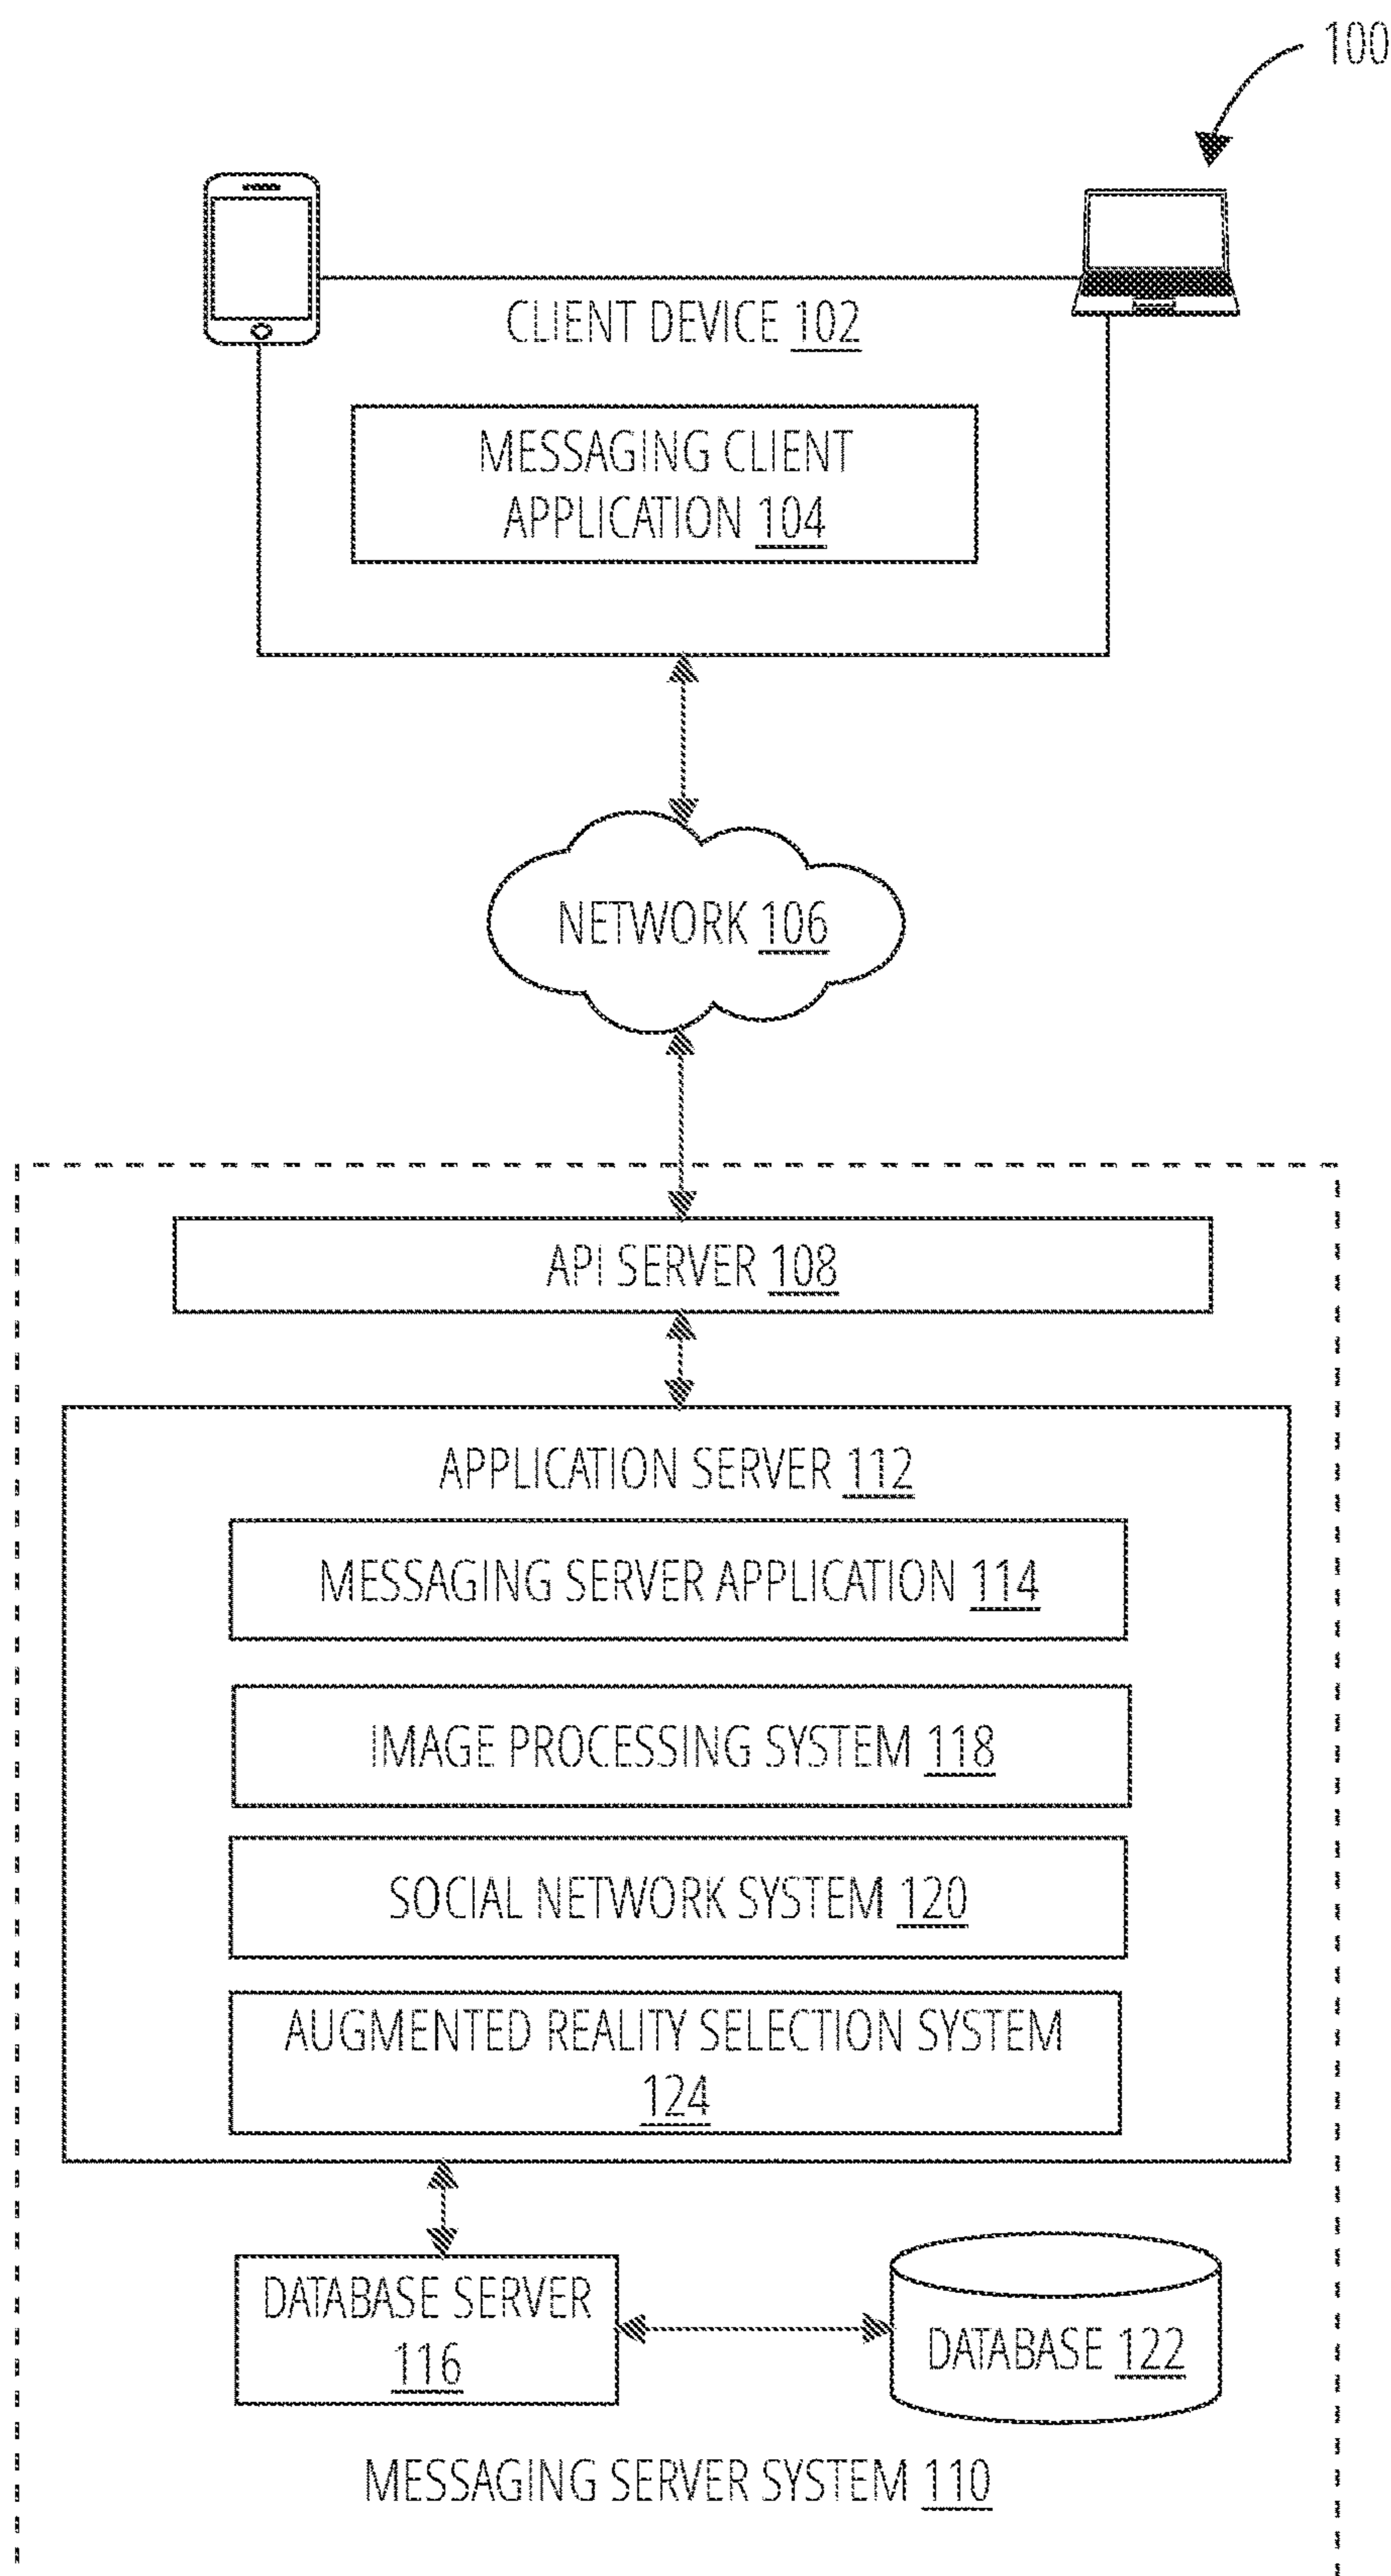 100
CLIENT DEVICE 102
MESSAGING CLIENT
APPLICATION 104
NETWORK 106
API SERVER 108
APPLICATION SERVER 112
MESSAGING SERVER APPLICATION 114
IMAGE PROCESSING SYSTEM 118
SOCIAL NETWORK SYSTEM 120
AUGMENTED REALITY SELECTION SYSTEM
124
DATABASE SERVER
116
DATABASE 122
MESSAGING SERVER SYSTEM 110